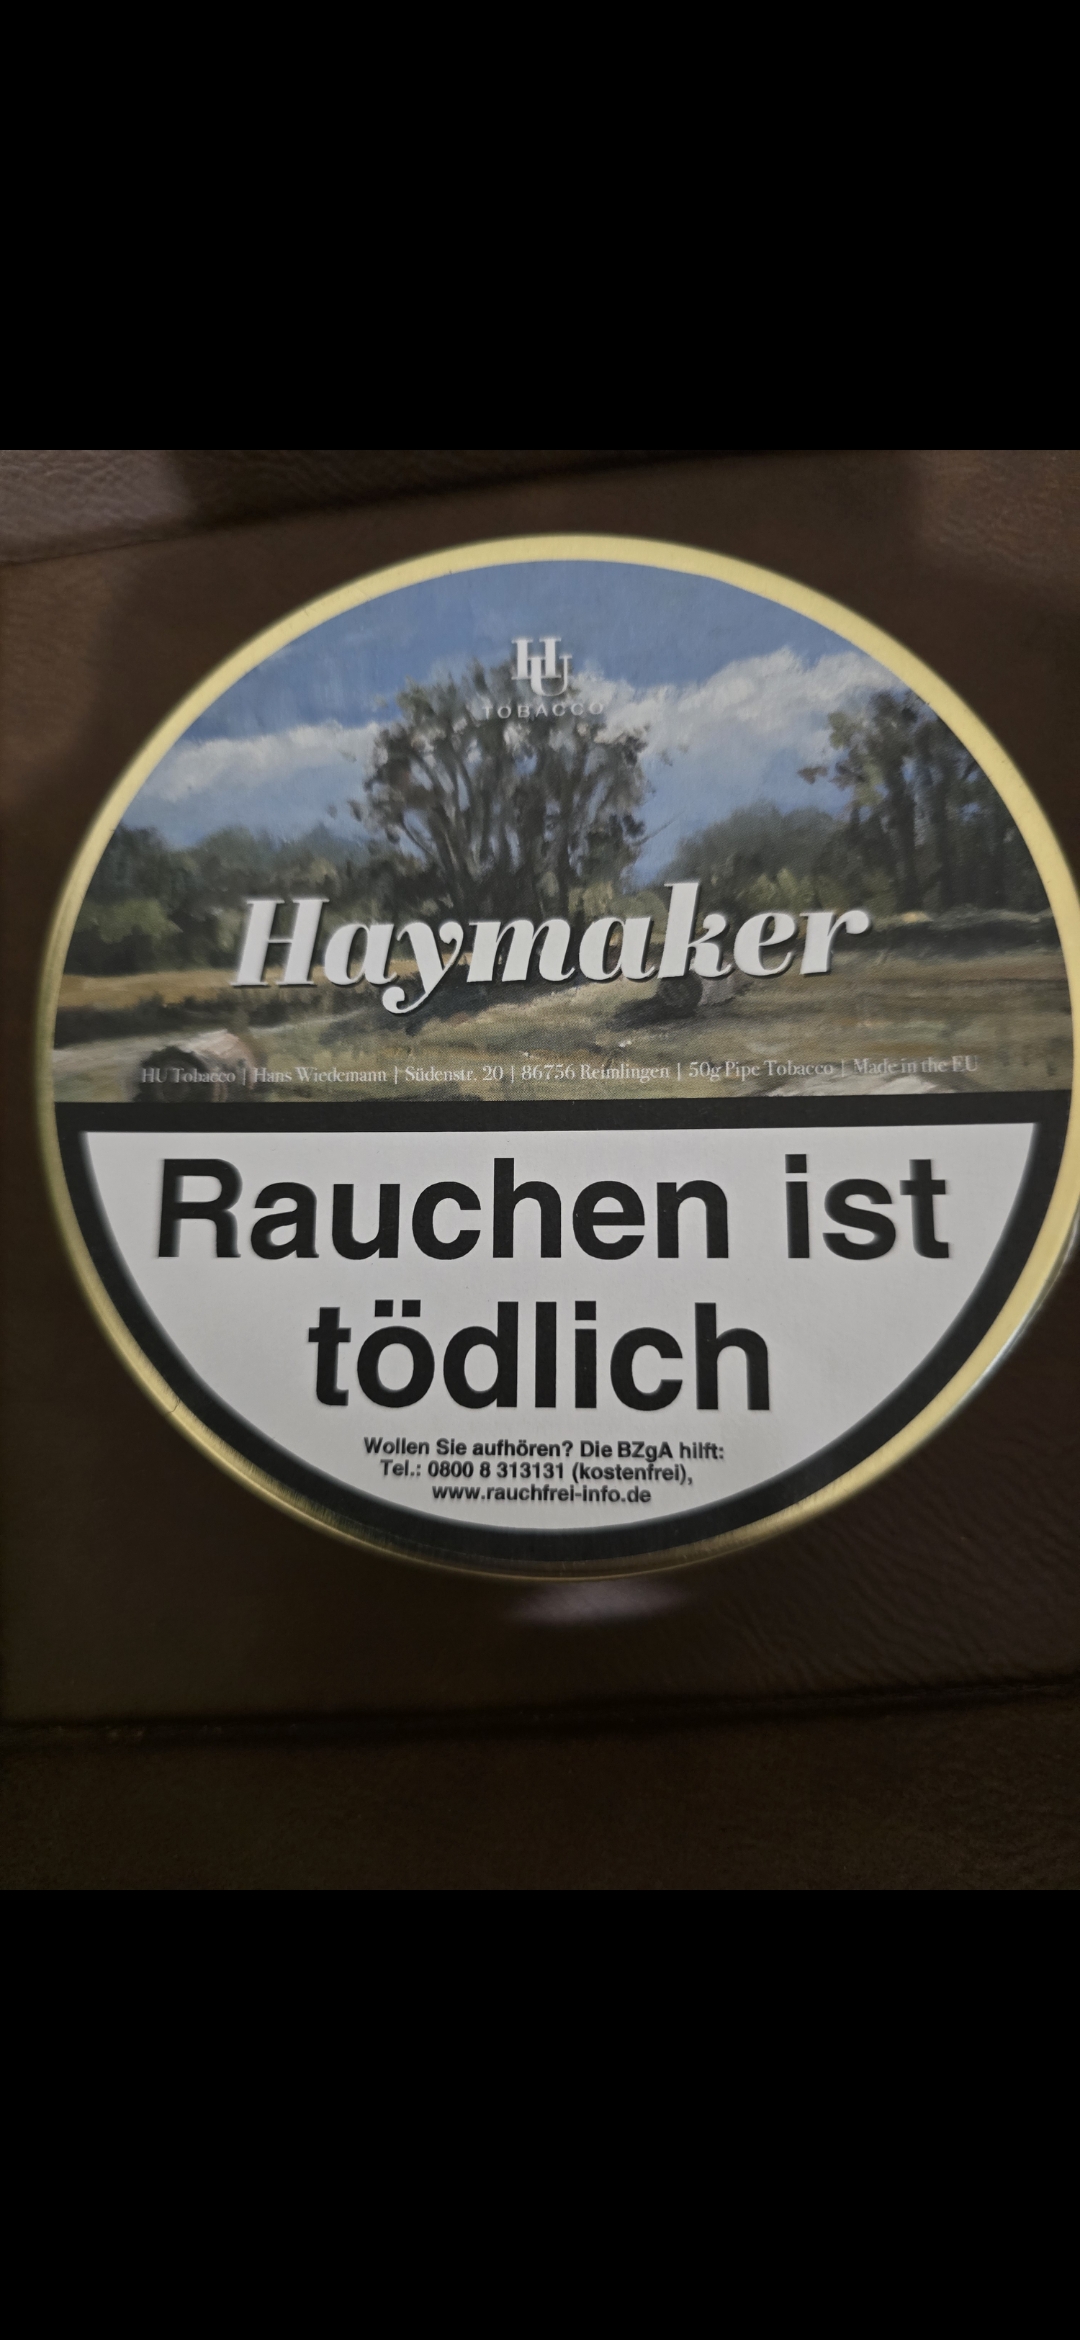 HU
TOBACCO
Haymaker
HU Tobacco | Hans Wiedemann | Südenstr. 20 | 86756 Reimlingen | 50g Pipe Tobacco | Made in the EU
Rauchen ist
tödlich
Wollen Sie aufhören? Die BZgA hilft:
Tel.: 0800 8 313131 (kostenfrei),
www.rauchfrei-info.de